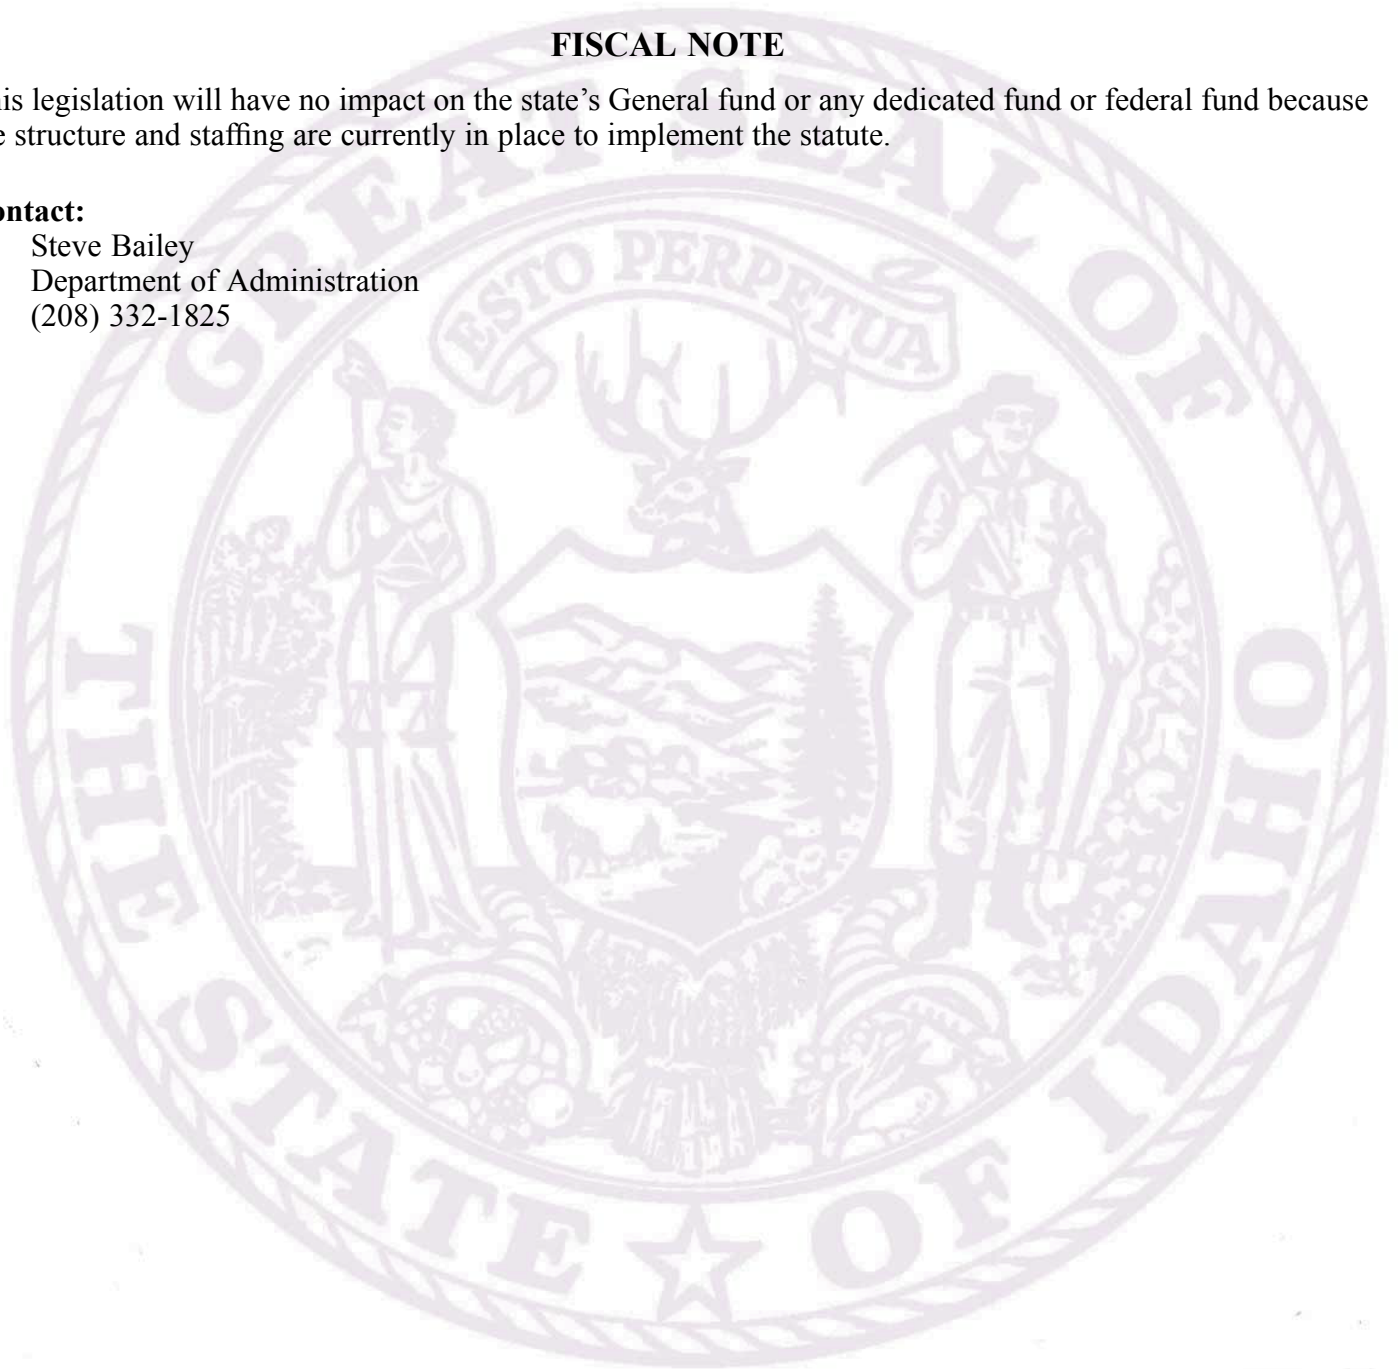 FISCAL NOTE
his legislation will have no impact on the state's General fund or any dedicated fund or federal fund because
e structure and staffing are currently in place to implement the statute.
ontact:
Steve Bailey
Department of Administration
(208) 332-1825
GREAT SEAL OF
ESTO PERPETUA
THE STATE OF IDAHO